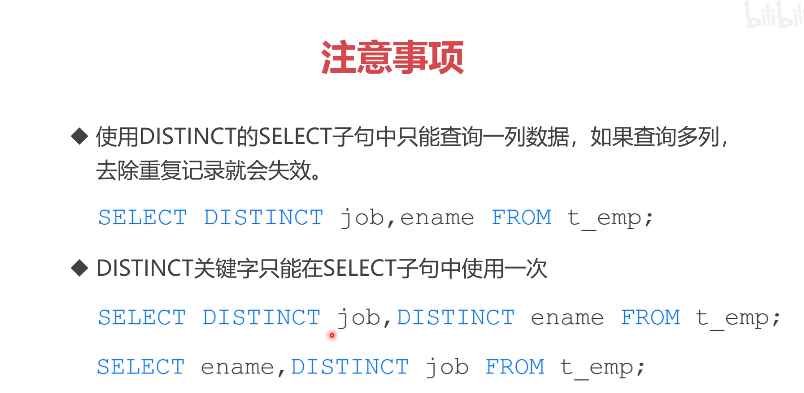 bilibili
注意事项
◆ 使用DISTINCT的SELECT子句中只能查询一列数据，如果查询多列，
去除重复记录就会失效。
SELECT DISTINCT job,ename FROM t_emp;
◆ DISTINCT关键字只能在SELECT子句中使用一次
SELECT DISTINCT job,DISTINCT ename FROM t_emp;
SELECT ename,DISTINCT job FROM t_emp;